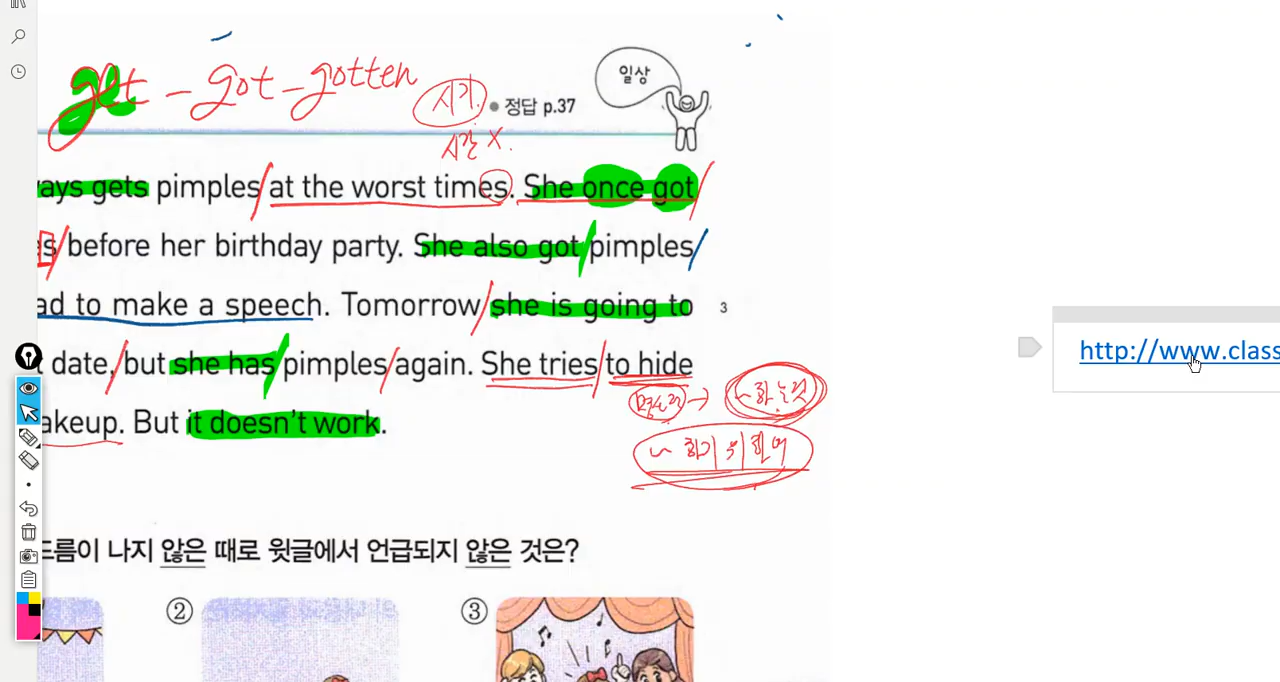 get - got - gotten
시기
시간 X.
정답 p.37
일상
ays gets pimples at the worst times. She once got
s before her birthday party. She also got pimples
ad to make a speech. Tomorrow she is going to
3
date, but she has pimples again. She tries to hide
akeup. But it doesn't work.
~하는것
~ 하기 위하여
드름이 나지 않은 때로 윗글에서 언급되지 않은 것은?
②
③
http://www.class